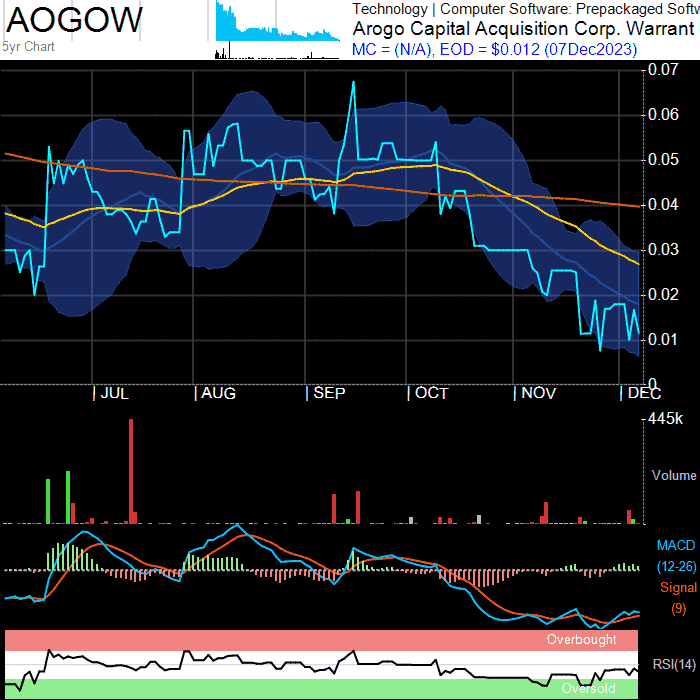 AOGOW
5yr Chart
Technology | Computer Software: Prepackaged Softw
Arogo Capital Acquisition Corp. Warrant
MC = (N/A), EOD = $0.012 (07Dec2023)
0.07
0.06
0.05
0.04
0.03
0.02
0.01
0
| JUL | AUG | SEP | OCT | NOV | DEC
445k
Volume
MACD
(12-26)
Signal
(9)
Overbought
RSI(14)
Oversold